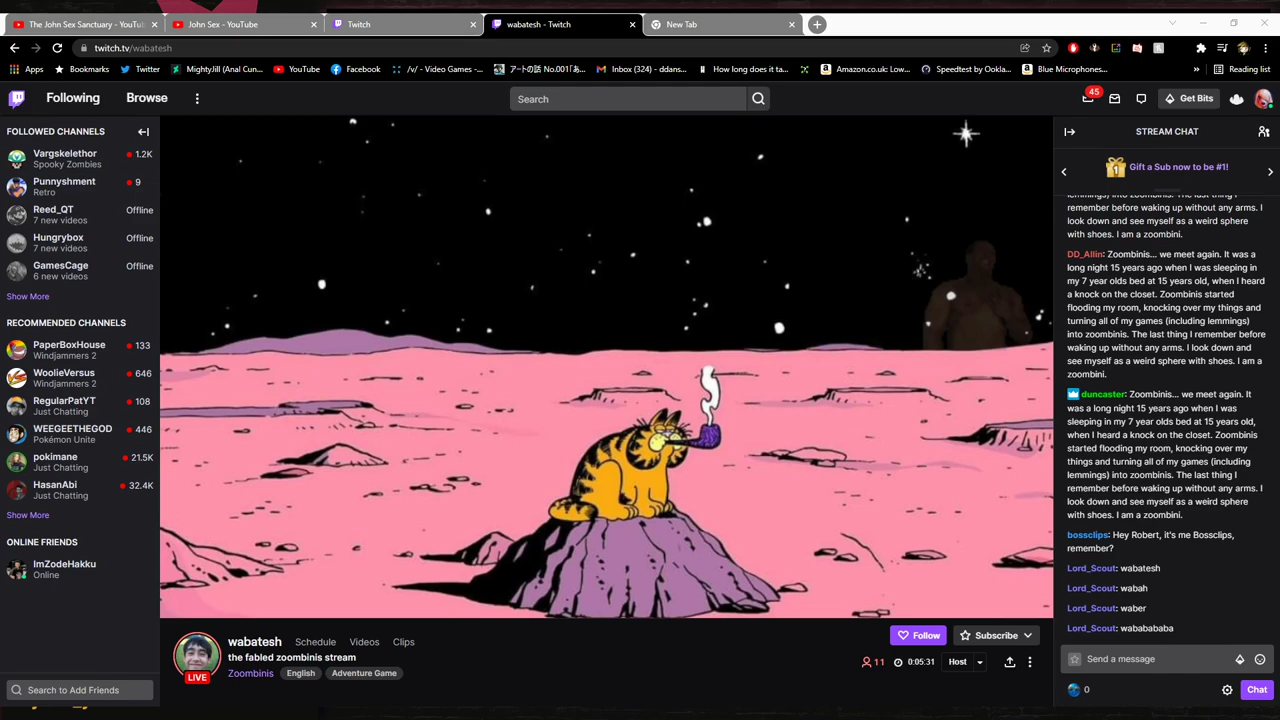 The John Sex Sanctuary - YouTu
John Sex - YouTube
Twitch
wabatesh - Twitch
New Tab
twitch.tv/wabatesh
Apps
Bookmarks
Twitter
MightyJill (Anal Cun...
YouTube
Facebook
/v/ - Video Games -...
アートの話 No.001「あ...
Inbox (124) - ddans...
How long does it ta...
Amazon.co.uk: Low...
Speedtest by Ookla...
Blue Microphones...
»
Reading list
Following
Browse
Search
45
Get Bits
FOLLOWED CHANNELS
Vargskelethor
1.2K
Spooky Zombies
Punnyshment
9
Retro
Reed_QT
Offline
7 new videos
Hungrybox
Offline
7 new videos
GamesCage
Offline
6 new videos
Show More
RECOMMENDED CHANNELS
PaperBoxHouse
133
Windjammers 2
WoolieVersus
646
Windjammers 2
RegularPatYT
108
Just Chatting
WEEGEETHEGOD
446
Pokémon Unite
pokimane
21.5K
Just Chatting
HasanAbi
32.4K
Just Chatting
Show More
ONLINE FRIENDS
ImZodeHakku
Online
Search to Add Friends
wabatesh
Schedule
Videos
Clips
the fabled zoombinis stream
LIVE
Zoombinis
English
Adventure Game
Follow
Subscribe
11
0:05:31
Host
STREAM CHAT
1
Gift a Sub now to be #1!
lemmings) into zoombinis. The last thing I
remember before waking up without any arms. I
look down and see myself as a weird sphere
with shoes. I am a zoombini.
DD_Allin: Zoombinis... we meet again. It was a
long night 15 years ago when I was sleeping in
my 7 year olds bed at 15 years old, when I heard
a knock on the closet. Zoombinis started
flooding my room, knocking over my things and
turning all of my games (including lemmings)
into zoombinis. The last thing I remember before
waking up without any arms. I look down and
see myself as a weird sphere with shoes. I am a
zoombini.
duncaster: Zoombinis... we meet again. It
was a long night 15 years ago when I was
sleeping in my 7 year olds bed at 15 years old,
when I heard a knock on the closet. Zoombinis
started flooding my room, knocking over my
things and turning all of my games (including
lemmings) into zoombinis. The last thing I
remember before waking up without any arms. I
look down and see myself as a weird sphere
with shoes. I am a zoombini.
bossclips: Hey Robert, it's me Bossclips,
remember?
Lord_Scout: wabatesh
Lord_Scout: wabah
Lord_Scout: waber
Lord_Scout: wababababa
Send a message
0
Chat